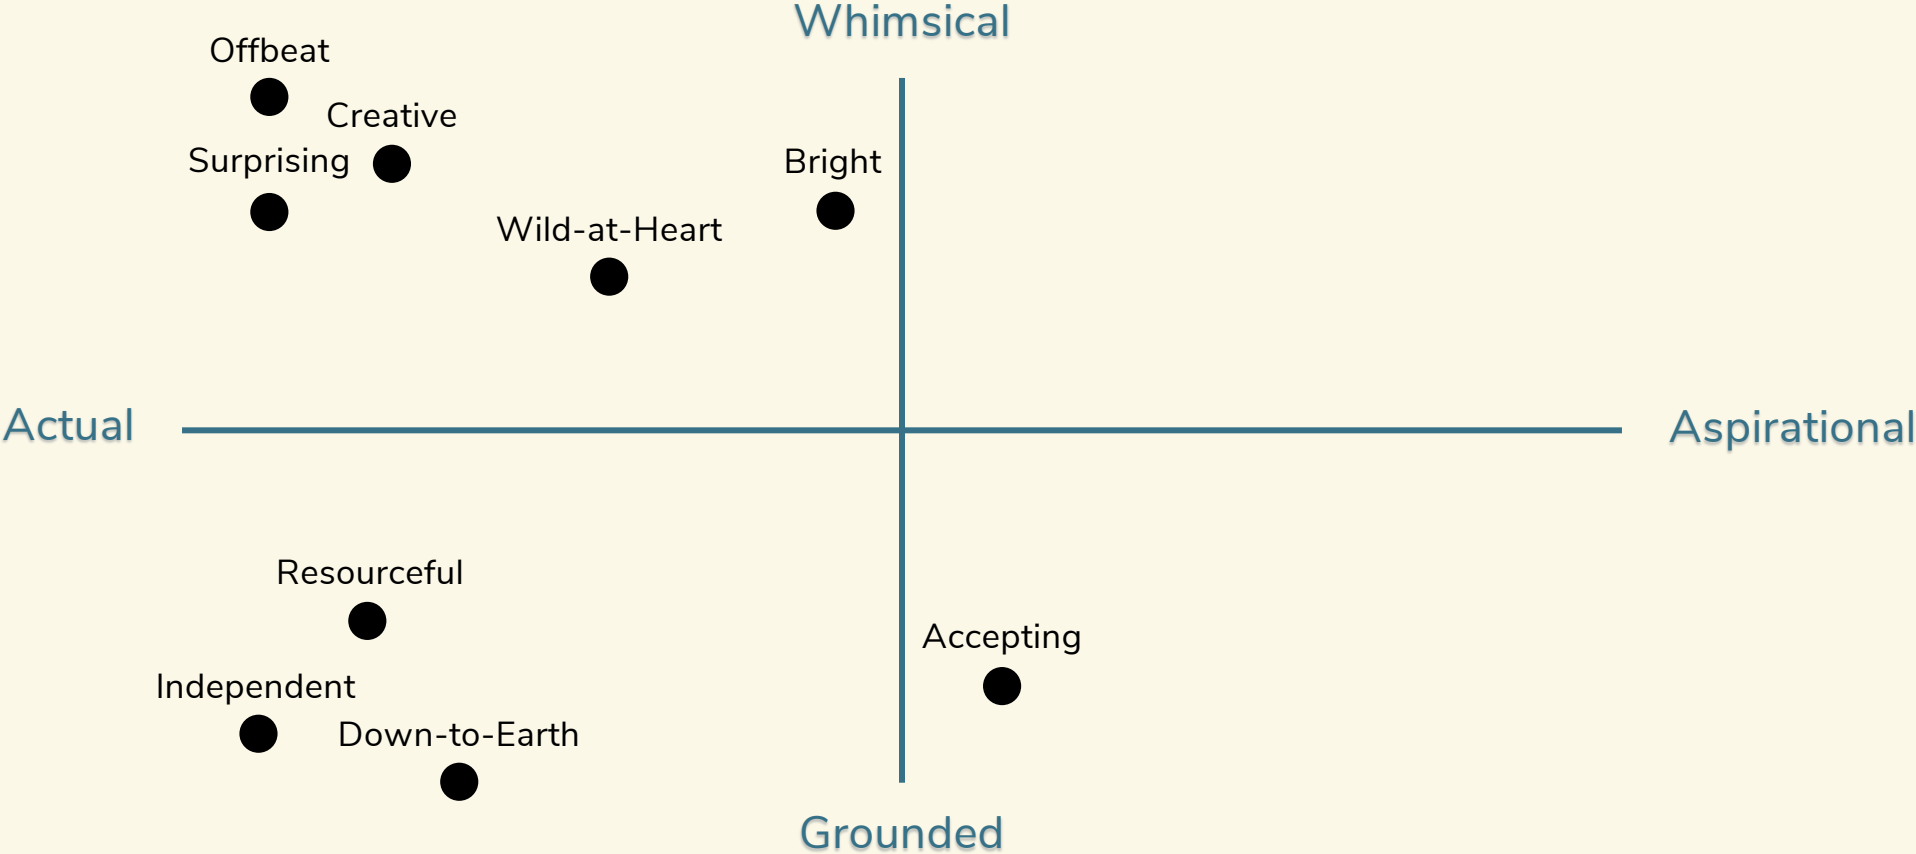 Whimsical
Offbeat
Creative
Surprising
Bright
Wild-at-Heart
Actual
Aspirational
Resourceful
Accepting
Independent
Down-to-Earth
Grounded